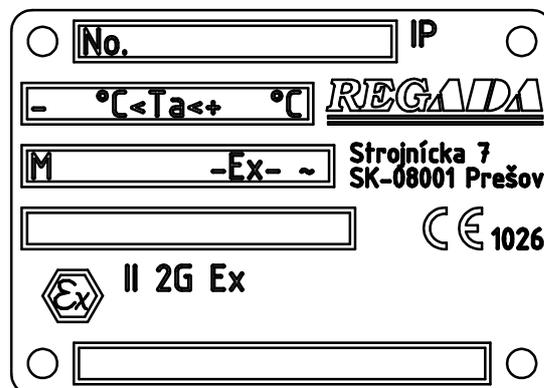 No. IP
- °C<Ta<+ °C REGADA
M -Ex- ~ Strojnícka 7
SK-08001 Prešov
CE 1026
Ex II 2G Ex